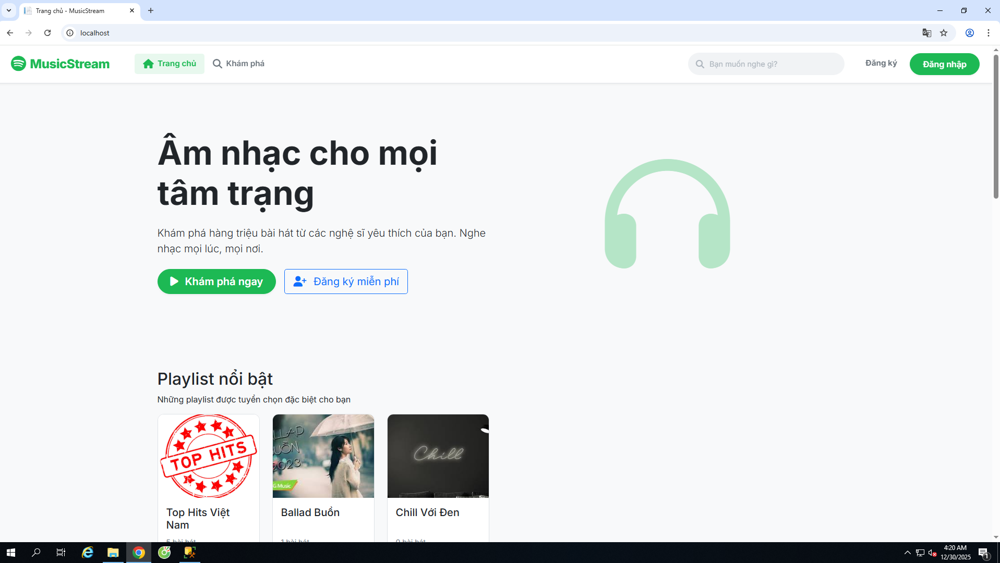 Trang chủ - MusicStream
localhost
MusicStream
Trang chủ
Khám phá
Bạn muốn nghe gì?
Đăng ký
Đăng nhập
Âm nhạc cho mọi
tâm trạng
Khám phá hàng triệu bài hát từ các nghệ sĩ yêu thích của bạn. Nghe
nhạc mọi lúc, mọi nơi.
Khám phá ngay
Đăng ký miễn phí
Playlist nổi bật
Những playlist được tuyển chọn đặc biệt cho bạn
TOP HITS
BALLAD
BUỒN
2023
G Music
Chill
Top Hits Việt
Nam
Ballad Buồn
Chill Với Đen
5 bài hát
1 bài hát
0 bài hát
4:20 AM
12/30/2025
1